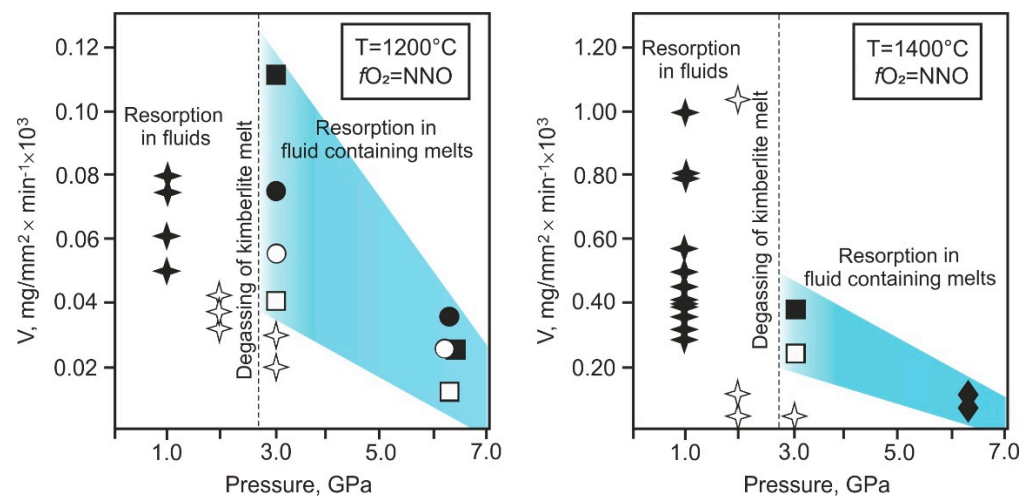 T=1200°C
fO₂=NNO
Resorption
in fluids
Resorption in
fluid containing melts
Degassing of kimberlite melt
V, mg/mm² × min⁻¹×10³
0.12
0.10
0.08
0.06
0.04
0.02
1.0
3.0
5.0
7.0
Pressure, GPa
T=1400°C
fO₂=NNO
Resorption
in fluids
Resorption in
fluid containing melts
Degassing of kimberlite melt
V, mg/mm² × min⁻¹×10³
1.00
0.80
0.60
0.40
0.20
1.0
3.0
5.0
7.0
Pressure, GPa